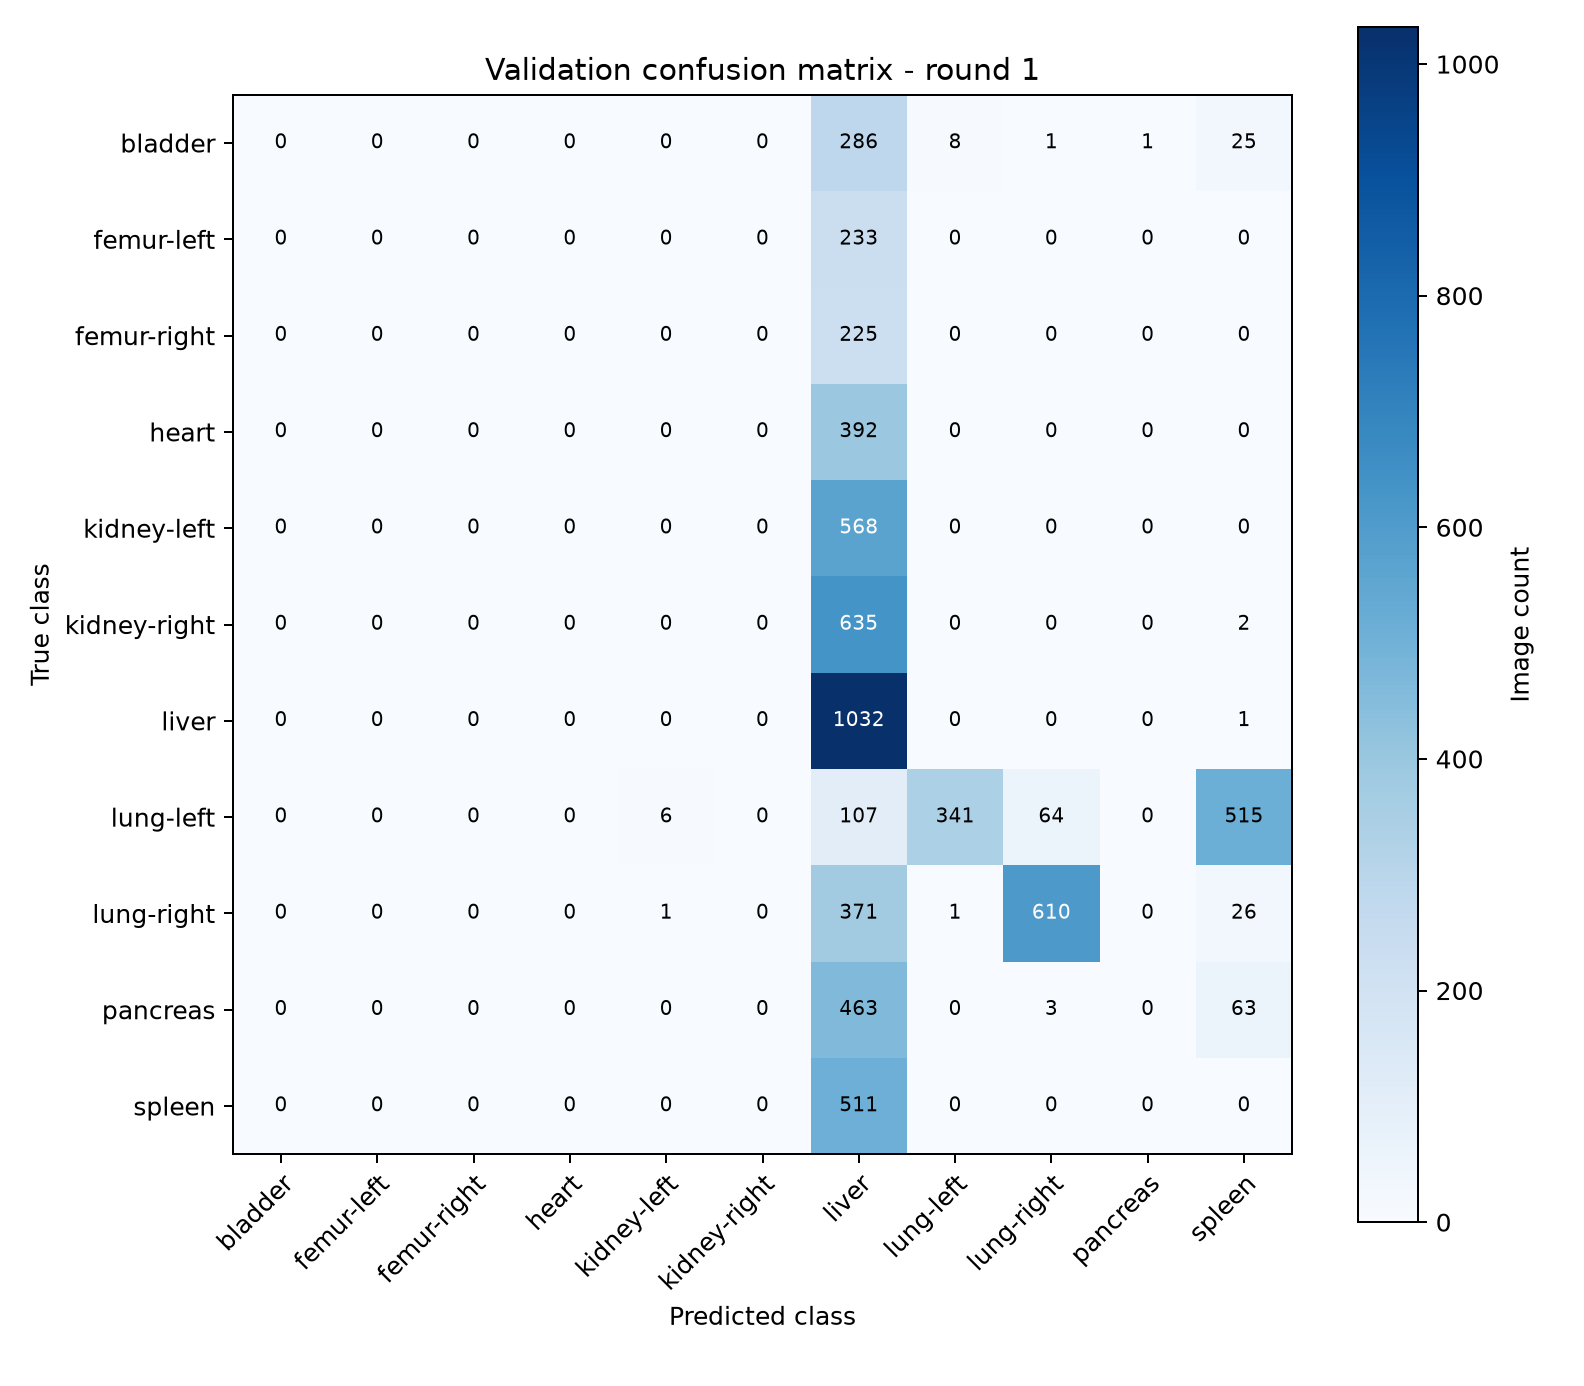 Validation confusion matrix - round 1
bladder 0 0 0 0 0 0 286 8 1 1 25
femur-left 0 0 0 0 0 0 233 0 0 0 0
femur-right 0 0 0 0 0 0 225 0 0 0 0
heart 0 0 0 0 0 0 392 0 0 0 0
kidney-left 0 0 0 0 0 0 568 0 0 0 0
kidney-right 0 0 0 0 0 0 635 0 0 0 2
liver 0 0 0 0 0 0 1032 0 0 0 1
lung-left 0 0 0 0 6 0 107 341 64 0 515
lung-right 0 0 0 0 1 0 371 1 610 0 26
pancreas 0 0 0 0 0 0 463 0 3 0 63
spleen 0 0 0 0 0 0 511 0 0 0 0
bladder femur-left femur-right heart kidney-left kidney-right liver lung-left lung-right pancreas spleen
Predicted class
True class
1000
800
600
400
200
0
Image count